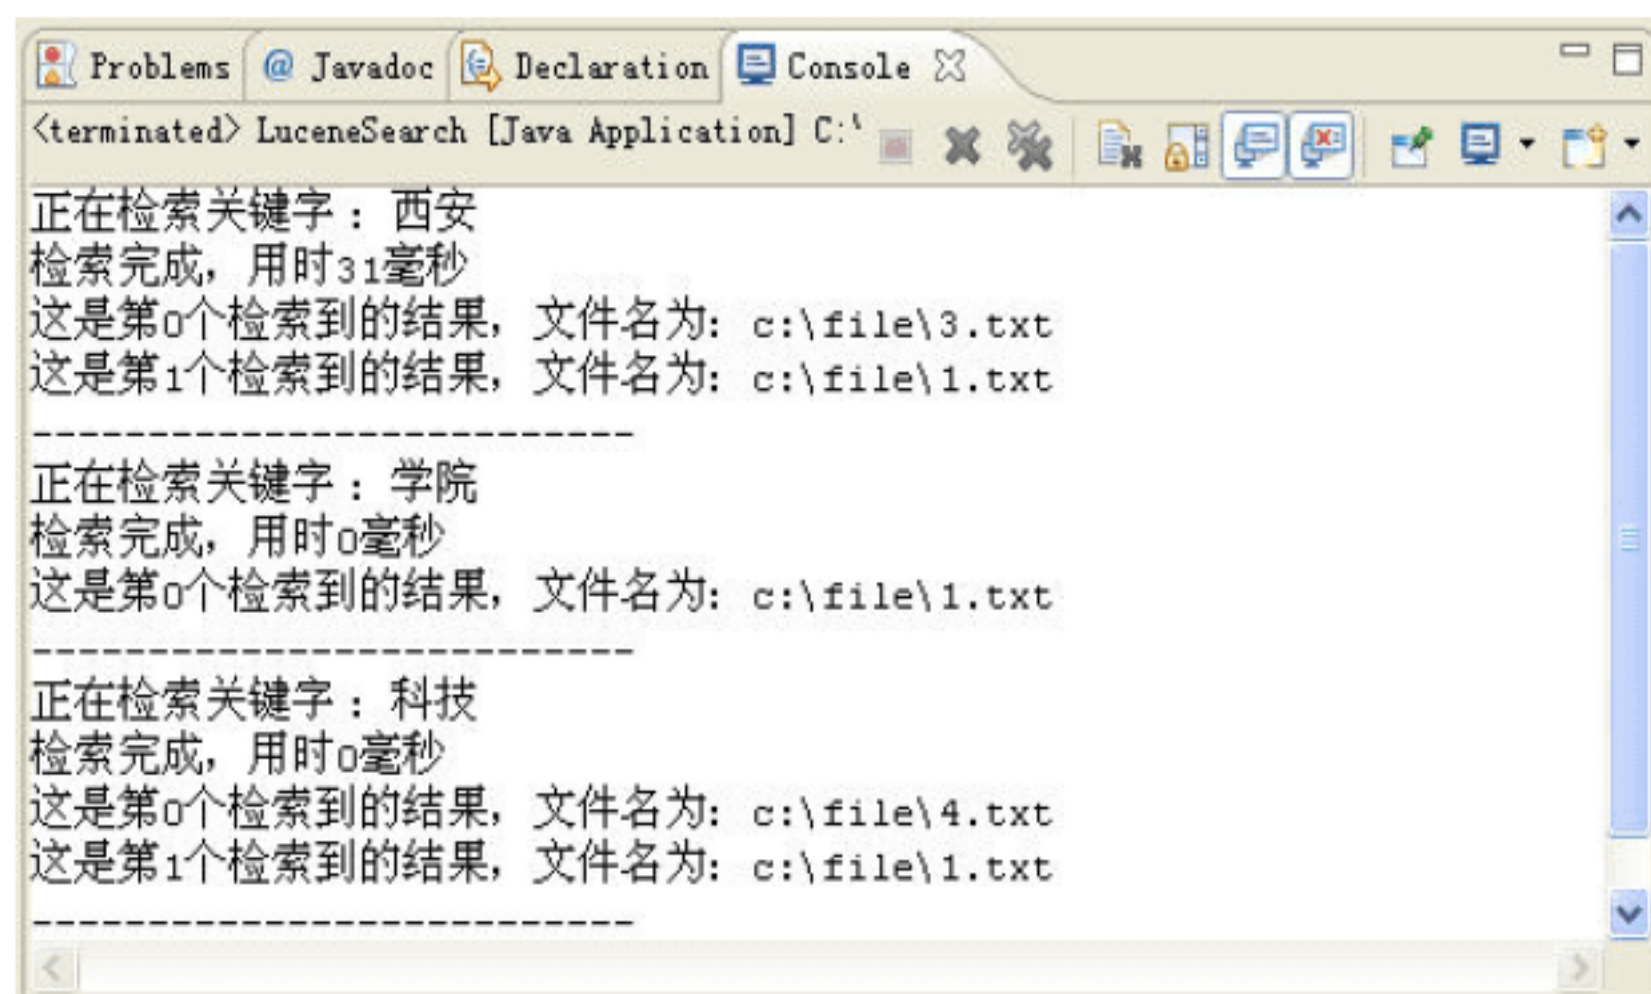 Problems @ Javadoc Declaration Console
<terminated> LuceneSearch [Java Application] C:\
正在检索关键字：西安
检索完成，用时31毫秒
这是第0个检索到的结果，文件名为：c:\file\3.txt
这是第1个检索到的结果，文件名为：c:\file\1.txt
--------------------------
正在检索关键字：学院
检索完成，用时0毫秒
这是第0个检索到的结果，文件名为：c:\file\1.txt
--------------------------
正在检索关键字：科技
检索完成，用时0毫秒
这是第0个检索到的结果，文件名为：c:\file\4.txt
这是第1个检索到的结果，文件名为：c:\file\1.txt
--------------------------